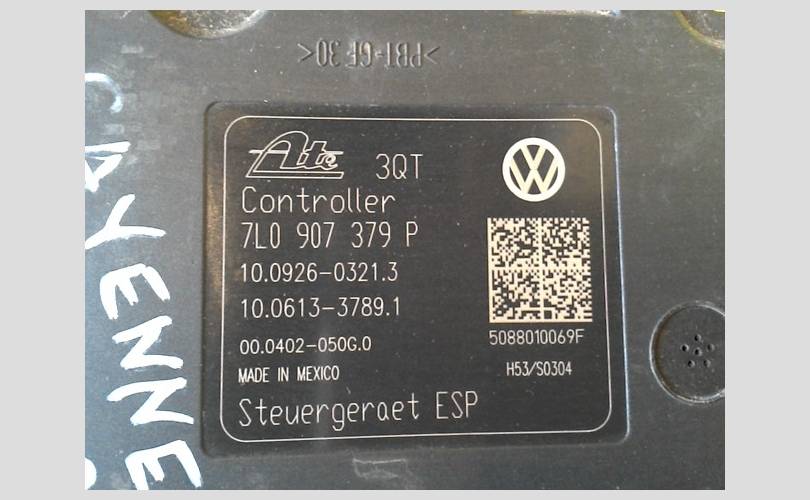 >PBT-GF30<
Ate 3QT
Controller
7L0 907 379 P
10.0926-0321.3
10.0613-3789.1
00.0402-050G.0
5088010069F
MADE IN MEXICO
H53/S0304
Steuergeraet ESP
CAYENNE